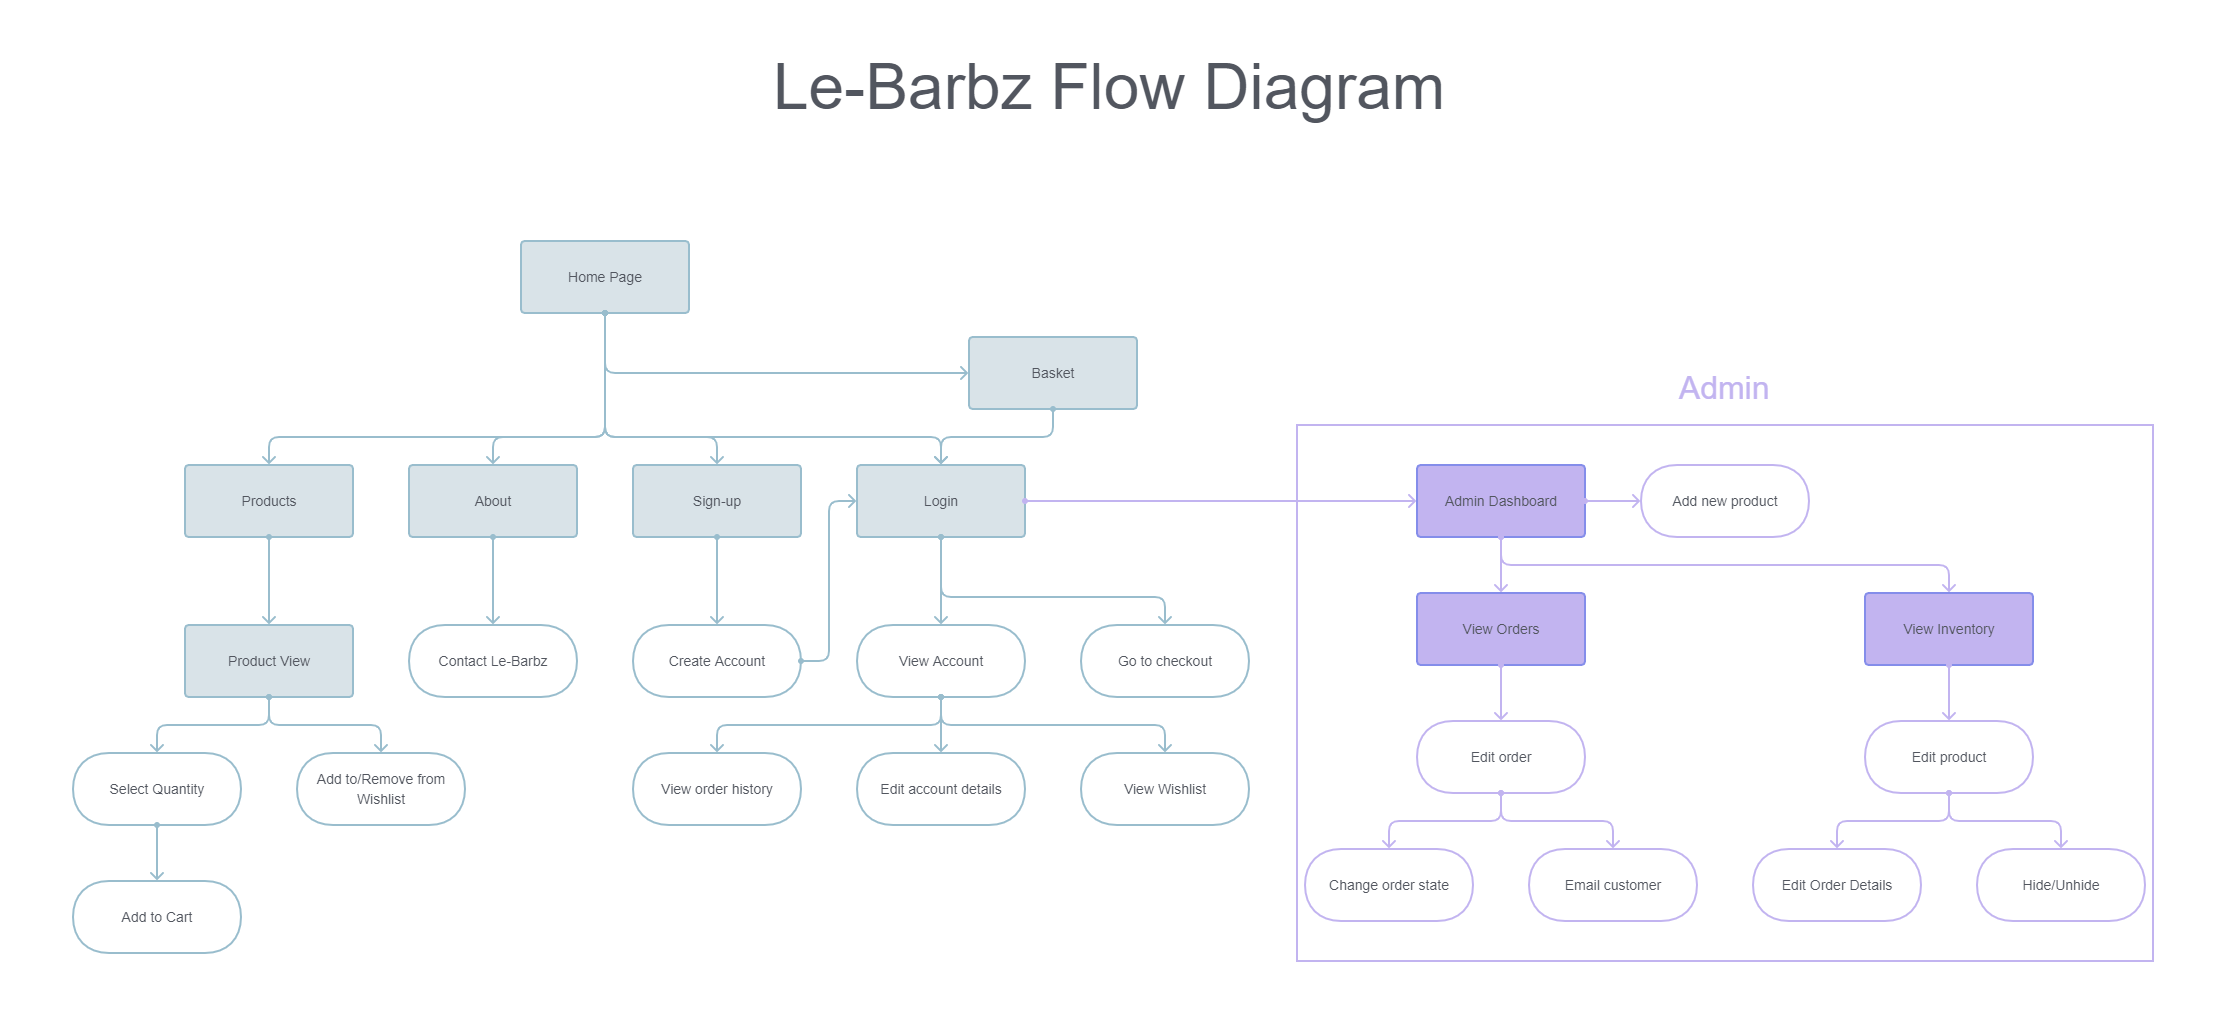 Le-Barbz Flow Diagram
Home Page
Basket
Admin
Products
About
Sign-up
Login
Admin Dashboard
Add new product
View Orders
View Inventory
Product View
Contact Le-Barbz
Create Account
View Account
Go to checkout
Edit order
Edit product
Select Quantity
Add to/Remove from
Wishlist
View order history
Edit account details
View Wishlist
Change order state
Email customer
Edit Order Details
Hide/Unhide
Add to Cart